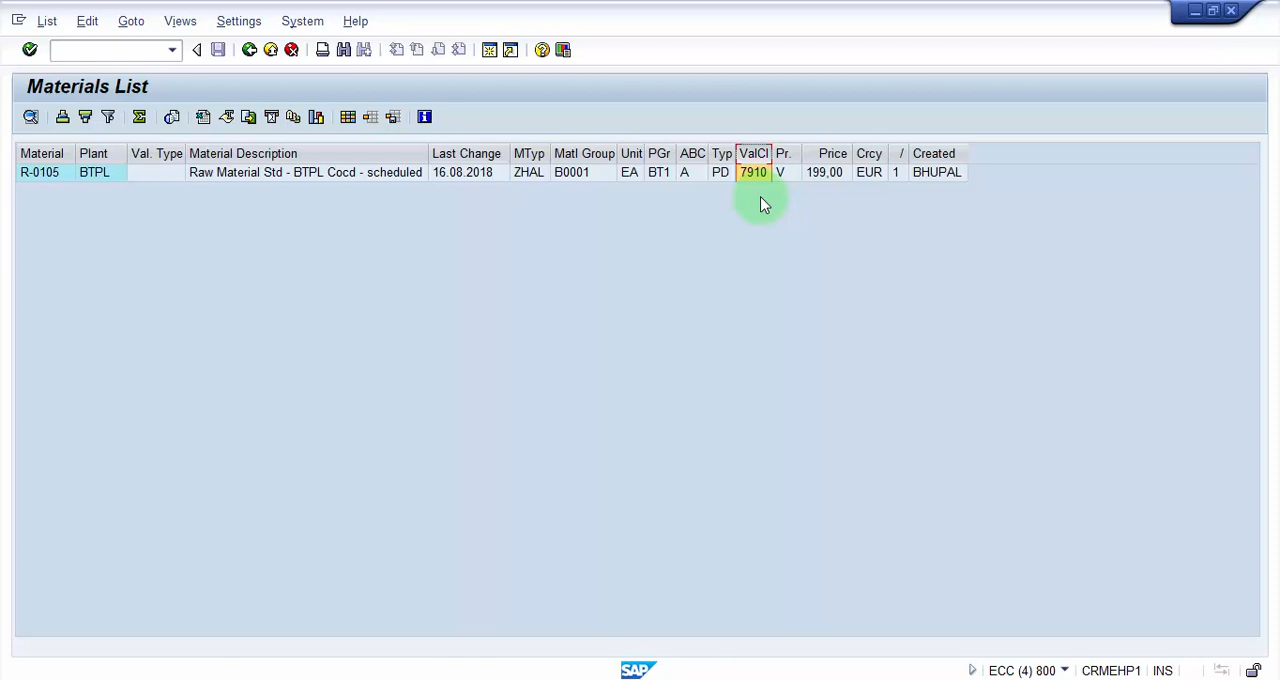 List Edit Goto Views Settings System Help
Materials List
Material Plant Val. Type Material Description Last Change MTyp Matl Group Unit PGr ABC Typ ValCl Pr. Price Crcy / Created
R-0105 BTPL Raw Material Std - BTPL Cocd - scheduled 16.08.2018 ZHAL B0001 EA BT1 A PD 7910 V 199,00 EUR 1 BHUPAL
SAP ECC (4) 800 CRMEHP1 INS